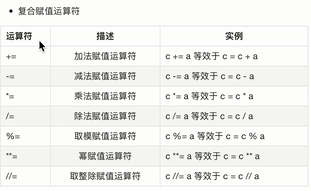 复合赋值运算符
运算符 描述 实例
+= 加法赋值运算符 c += a 等效于 c = c + a
-= 减法赋值运算符 c -= a 等效于 c = c - a
*= 乘法赋值运算符 c *= a 等效于 c = c * a
/= 除法赋值运算符 c /= a 等效于 c = c / a
%= 取模赋值运算符 c %= a 等效于 c = c % a
**= 幂赋值运算符 c **= a 等效于 c = c ** a
//= 取整除赋值运算符 c //= a 等效于 c = c // a